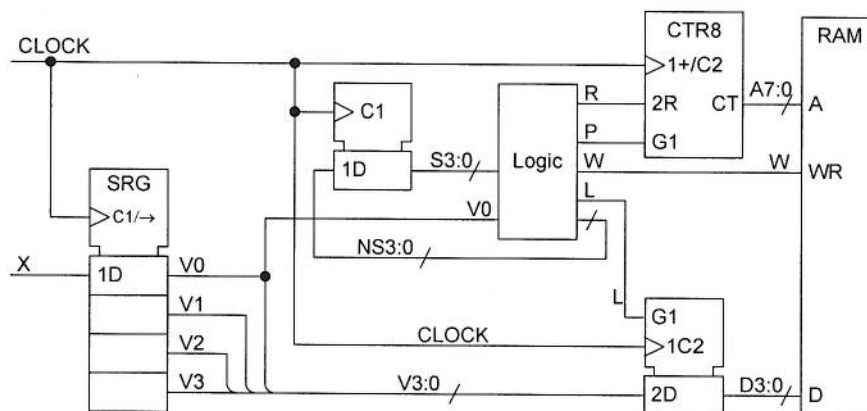 CLOCK
CTR8
1+/C2
2R
CT
G1
A7:0
RAM
A
WR
D
C1
1D
S3:0
Logic
R
P
W
W
L
V0
NS3:0
SRG
C1/→
X
1D
V0
V1
V2
V3
CLOCK
L
G1
1C2
V3:0
2D
D3:0